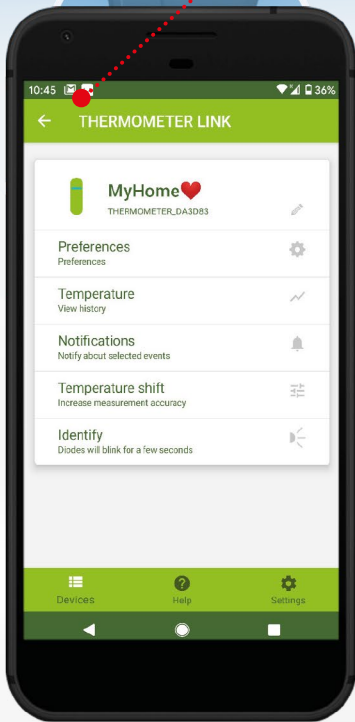 10:45 36%
THERMOMETER LINK
MyHome❤️
THERMOMETER_DA3D83
Preferences
Preferences
Temperature
View history
Notifications
Notify about selected events
Temperature shift
Increase measurement accuracy
Identify
Diodes will blink for a few seconds
Devices Help Settings